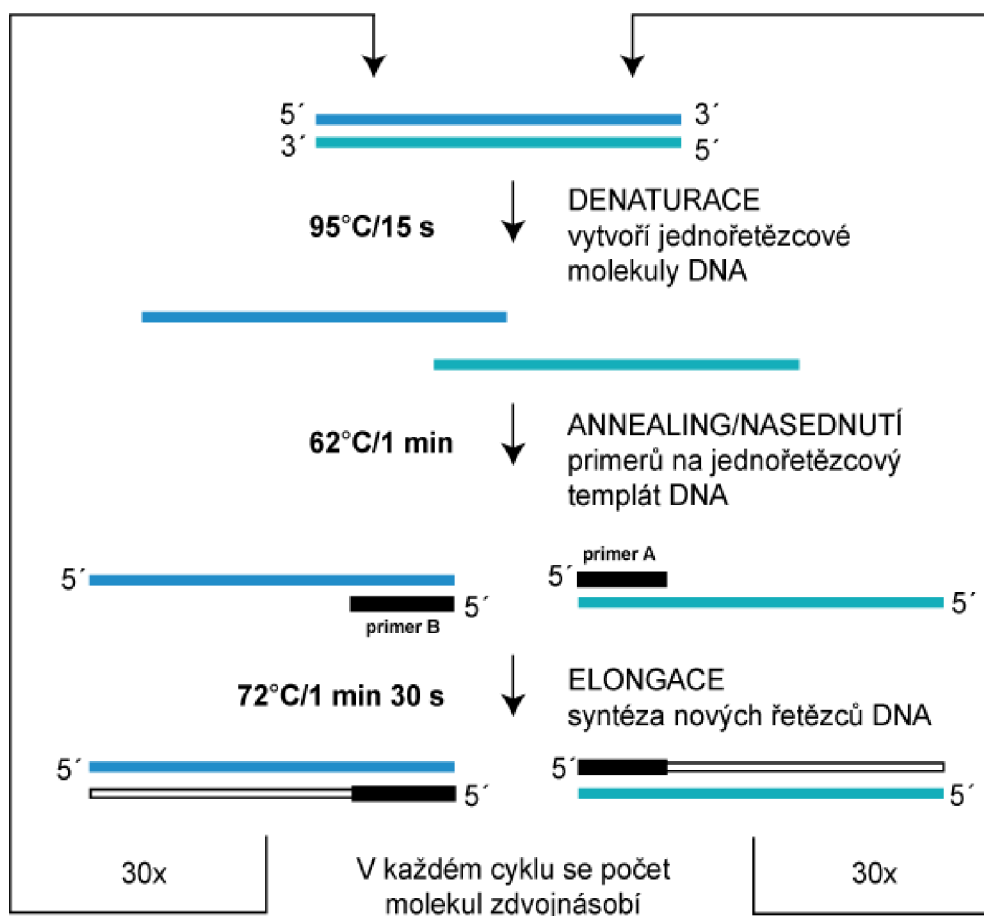 5´ 3´
3´ 5´
95°C/15 s
DENATURACE
vytvoří jednořetězcové
molekuly DNA
62°C/1 min
ANNEALING/NASEDNUTÍ
primerů na jednořetězcový
templát DNA
5´ 5´
primer B
primer A
5´ 5´
72°C/1 min 30 s
ELONGACE
syntéza nových řetězců DNA
5´ 5´
5´ 5´
30x
V každém cyklu se počet
molekul zdvojnásobí
30x